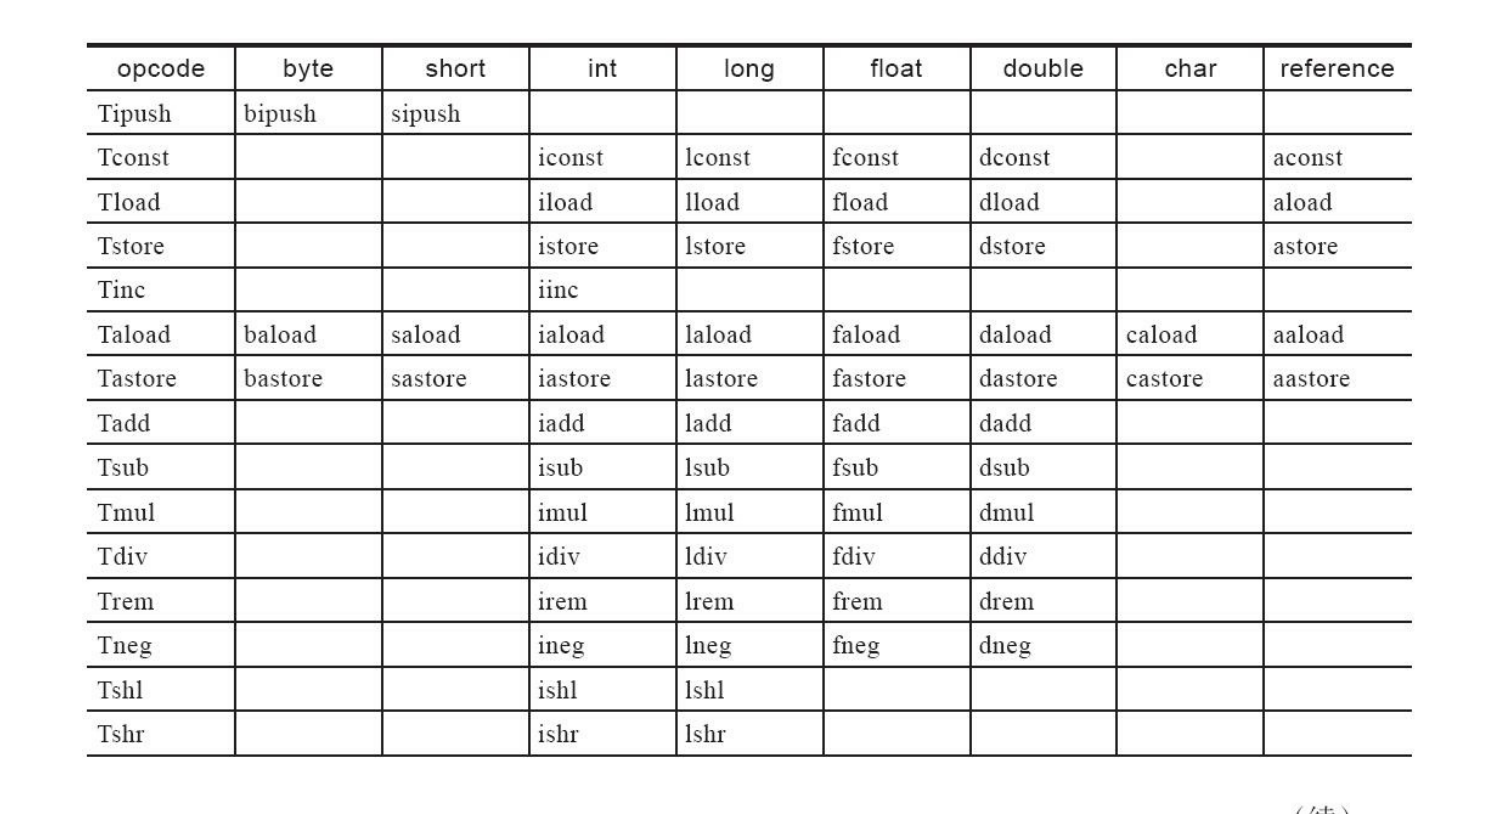 opcode byte short int long float double char reference
Tipush bipush sipush
Tconst iconst lconst fconst dconst aconst
Tload iload lload fload dload aload
Tstore istore lstore fstore dstore astore
Tinc iinc
Taload baload saload iaload laload faload daload caload aaload
Tastore bastore sastore iastore lastore fastore dastore castore aastore
Tadd iadd ladd fadd dadd
Tsub isub lsub fsub dsub
Tmul imul lmul fmul dmul
Tdiv idiv ldiv fdiv ddiv
Trem irem lrem frem drem
Tneg ineg lneg fneg dneg
Tshl ishl lshl
Tshr ishr lshr